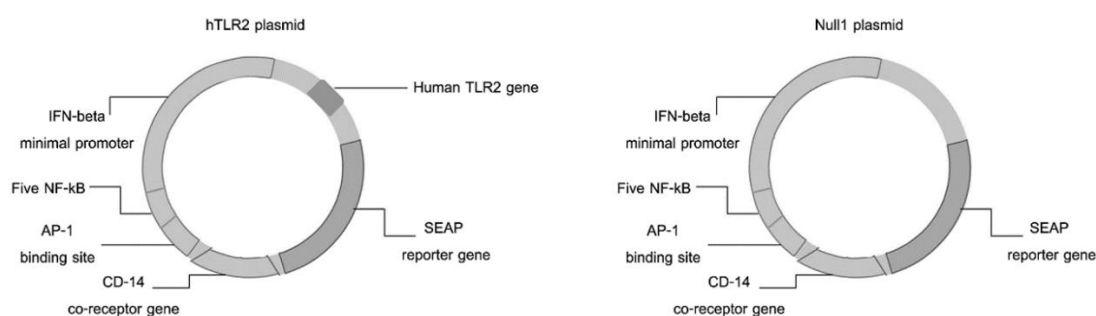 hTLR2 plasmid
Human TLR2 gene
IFN-beta
minimal promoter
Five NF-kB
AP-1
binding site
CD-14
co-receptor gene
SEAP
reporter gene
Null1 plasmid
IFN-beta
minimal promoter
Five NF-kB
AP-1
binding site
CD-14
co-receptor gene
SEAP
reporter gene